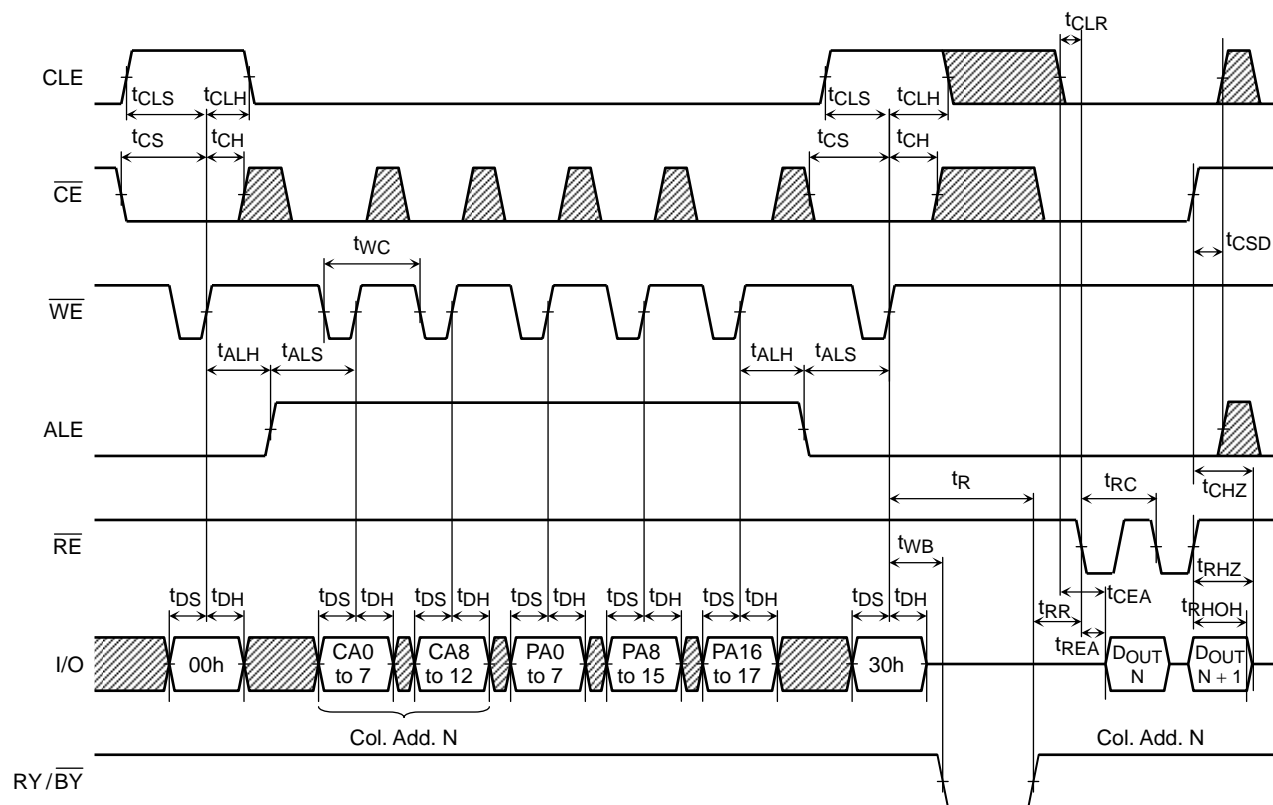 tCLR
CLE
tCLS tCLH tCLS tCLH
tCS tCH tCS tCH
CE
tWC tCSD
WE
tALH tALS tALH tALS
ALE
tR tRC tCHZ
RE
tWB tRHZ
tDS tDH tDS tDH tDS tDH tDS tDH tDS tDH tDS tDH tDS tDH tCEA
tRR tRHOH
tREA
I/O 00h CA0 to 7 CA8 to 12 PA0 to 7 PA8 to 15 PA16 to 17 30h DOUT N DOUT N + 1
Col. Add. N Col. Add. N
RY/BY